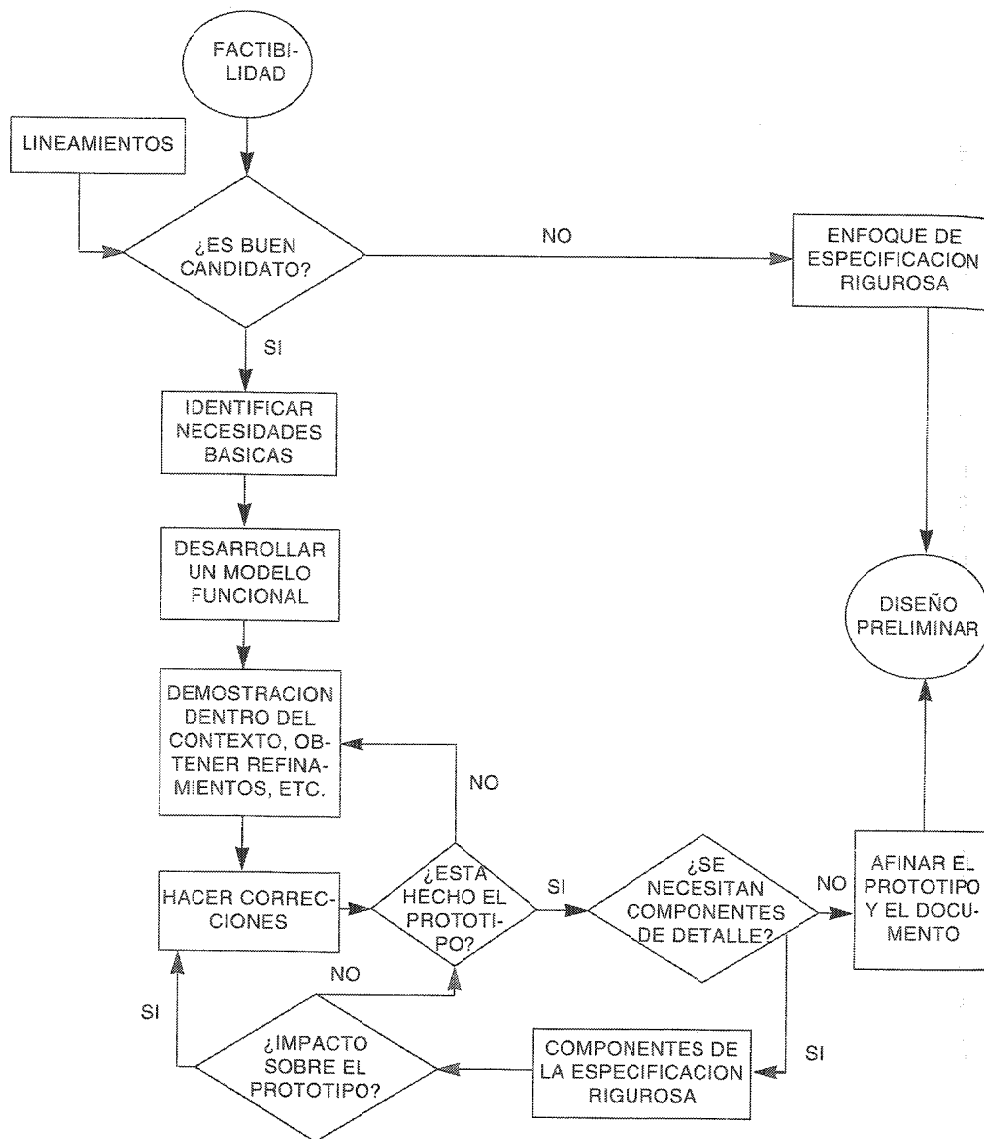 FACTIBI-
LIDAD
LINEAMIENTOS
¿ES BUEN
CANDIDATO?
NO
ENFOQUE DE
ESPECIFICACION
RIGUROSA
SI
IDENTIFICAR
NECESIDADES
BASICAS
DESARROLLAR
UN MODELO
FUNCIONAL
DISEÑO
PRELIMINAR
DEMOSTRACION
DENTRO DEL
CONTEXTO, OB-
TENER REFINA-
MIENTOS, ETC.
NO
HACER CORREC-
CIONES
¿ESTA
HECHO EL
PROTOTI-
PO?
SI
¿SE
NECESITAN
COMPONENTES
DE DETALLE?
NO
AFINAR EL
PROTOTIPO
Y EL DOCU-
MENTO
SI
NO
¿IMPACTO
SOBRE EL
PROTOTIPO?
COMPONENTES DE
LA ESPECIFICACION
RIGUROSA
SI